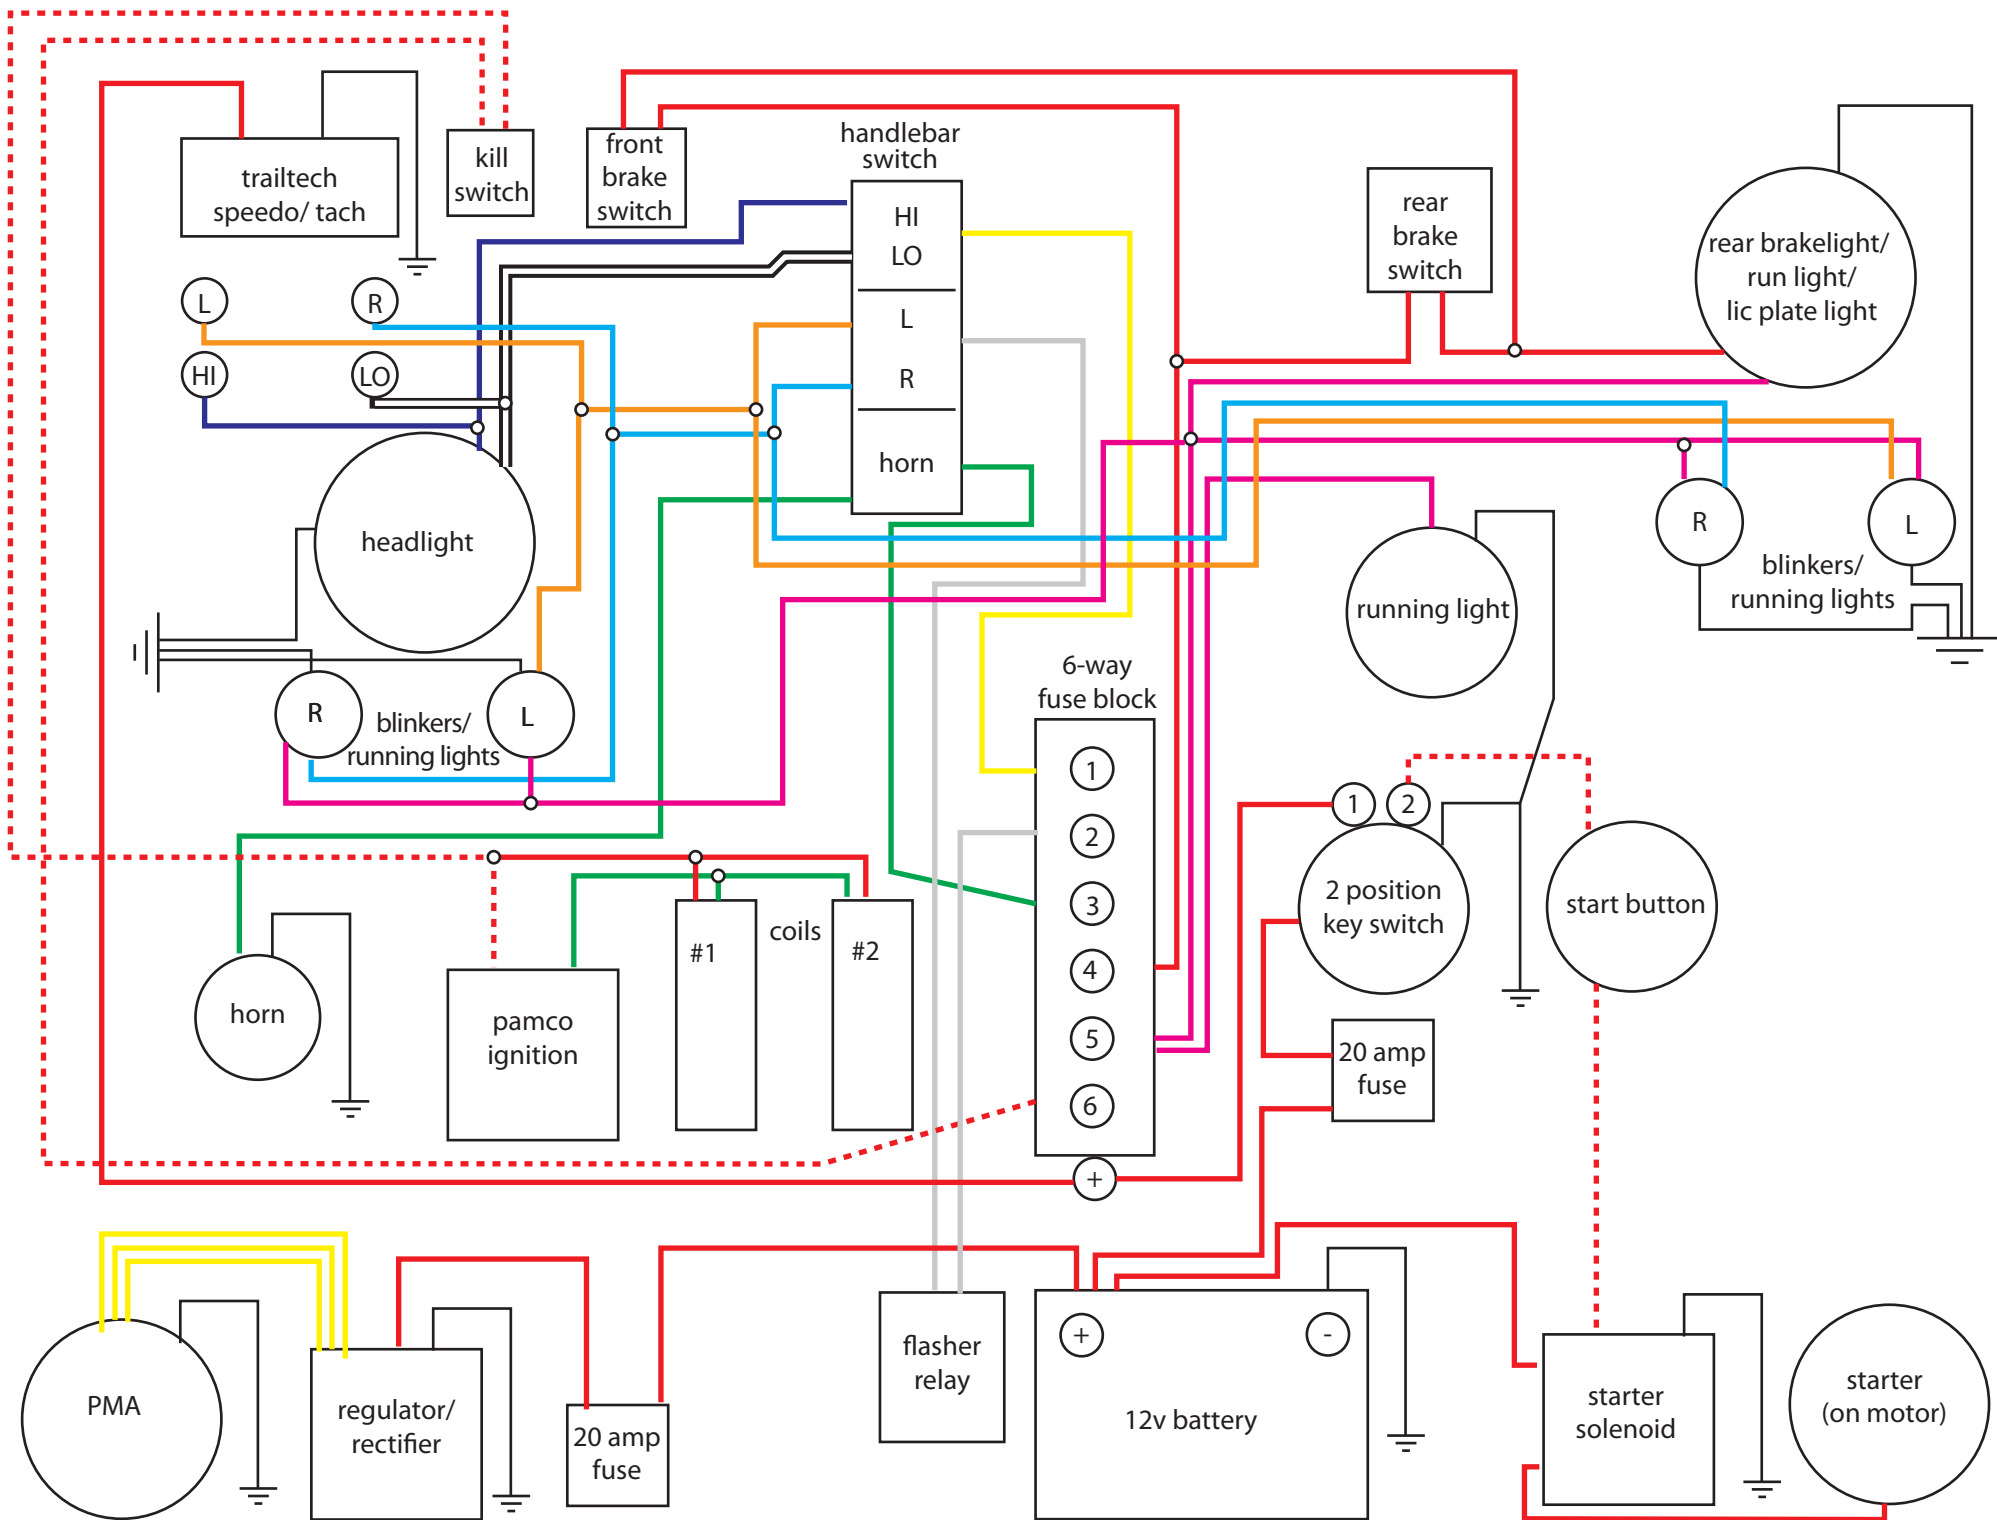 trailtech
speedo/ tach
kill
switch
front
brake
switch
handlebar
switch
HI
LO
L
R
horn
rear
brake
switch
rear brakelight/
run light/
lic plate light
L
R
HI
LO
headlight
R
L
blinkers/
running lights
running light
R
L
blinkers/
running lights
6-way
fuse block
1
2
3
4
5
6
+
1
2
2 position
key switch
start button
20 amp
fuse
horn
pamco
ignition
#1
coils
#2
PMA
regulator/
rectifier
20 amp
fuse
flasher
relay
+
-
12v battery
starter
solenoid
starter
(on motor)